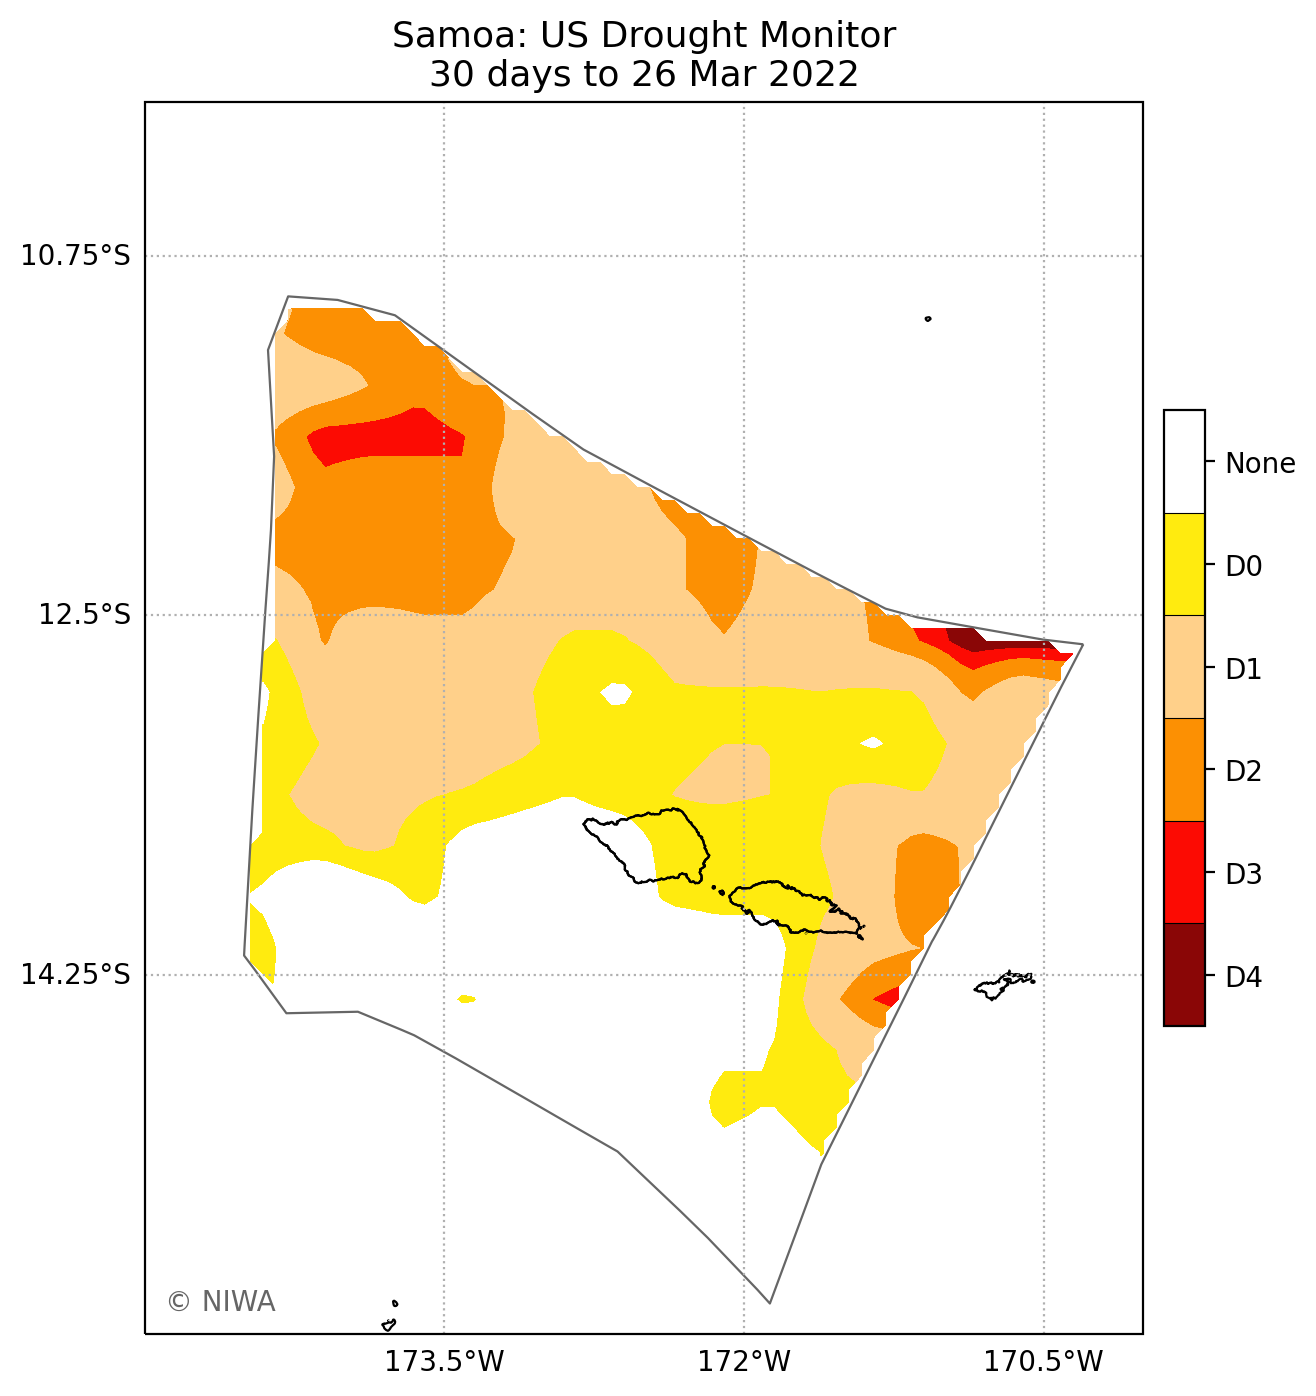 Samoa: US Drought Monitor
30 days to 26 Mar 2022
10.75°S
12.5°S
14.25°S
173.5°W
172°W
170.5°W
None
D0
D1
D2
D3
D4
© NIWA